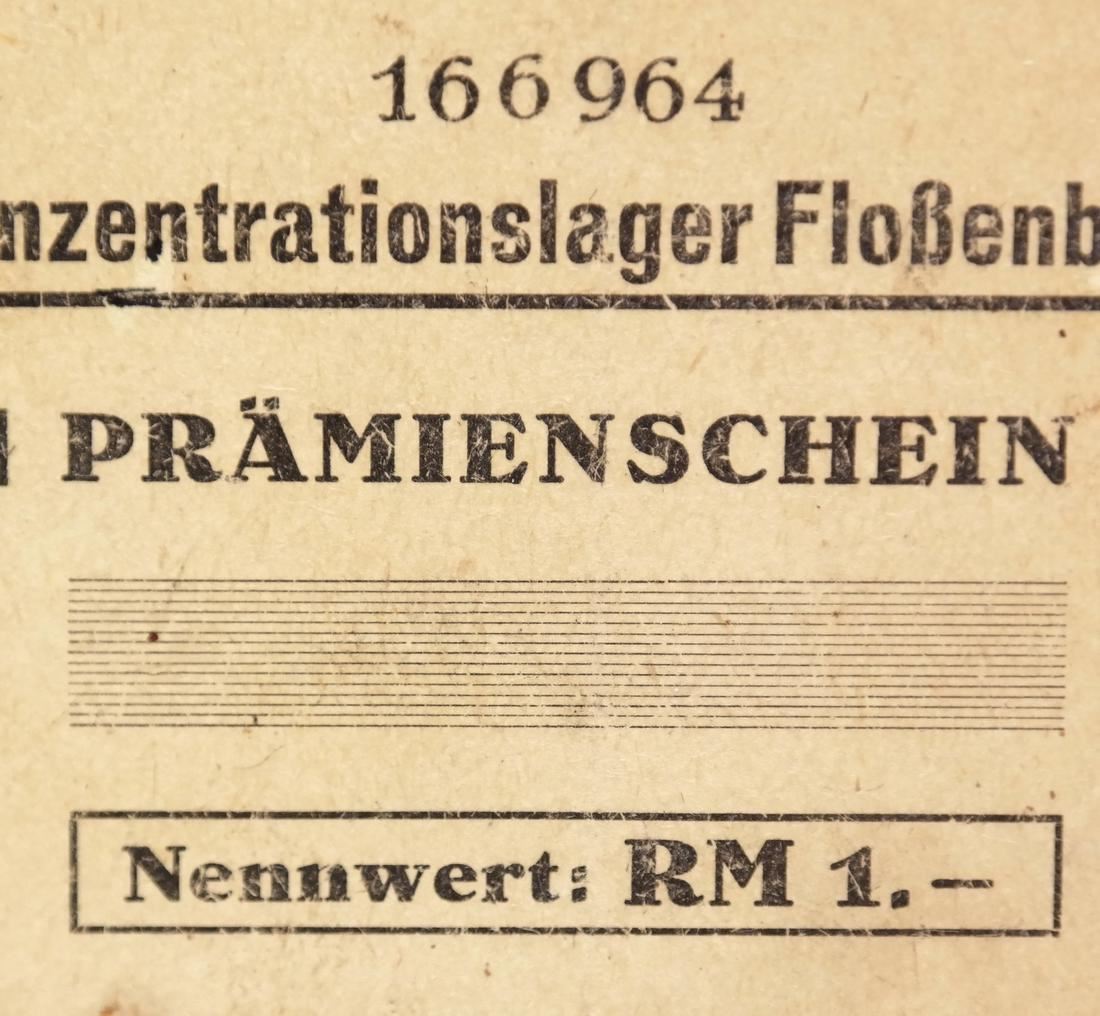 166964
nzentrationslager Floßenb
PRÄMIENSCHEIN
Nennwert: RM 1.—